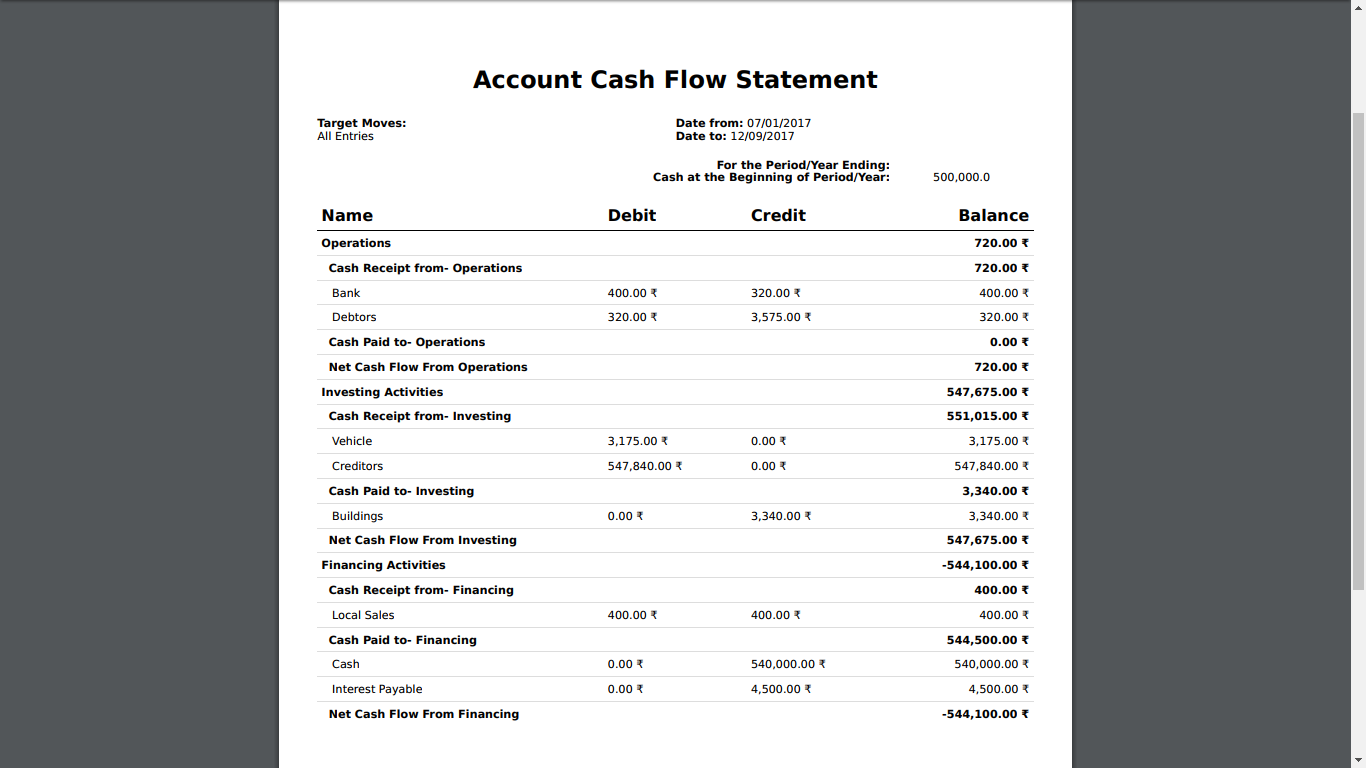 Account Cash Flow Statement
Target Moves: Date from: 07/01/2017
All Entries Date to: 12/09/2017
For the Period/Year Ending:
Cash at the Beginning of Period/Year: 500,000.0
Name Debit Credit Balance
Operations 720.00 ₹
Cash Receipt from- Operations 720.00 ₹
Bank 400.00 ₹ 320.00 ₹ 400.00 ₹
Debtors 320.00 ₹ 3,575.00 ₹ 320.00 ₹
Cash Paid to- Operations 0.00 ₹
Net Cash Flow From Operations 720.00 ₹
Investing Activities 547,675.00 ₹
Cash Receipt from- Investing 551,015.00 ₹
Vehicle 3,175.00 ₹ 0.00 ₹ 3,175.00 ₹
Creditors 547,840.00 ₹ 0.00 ₹ 547,840.00 ₹
Cash Paid to- Investing 3,340.00 ₹
Buildings 0.00 ₹ 3,340.00 ₹ 3,340.00 ₹
Net Cash Flow From Investing 547,675.00 ₹
Financing Activities -544,100.00 ₹
Cash Receipt from- Financing 400.00 ₹
Local Sales 400.00 ₹ 400.00 ₹ 400.00 ₹
Cash Paid to- Financing 544,500.00 ₹
Cash 0.00 ₹ 540,000.00 ₹ 540,000.00 ₹
Interest Payable 0.00 ₹ 4,500.00 ₹ 4,500.00 ₹
Net Cash Flow From Financing -544,100.00 ₹